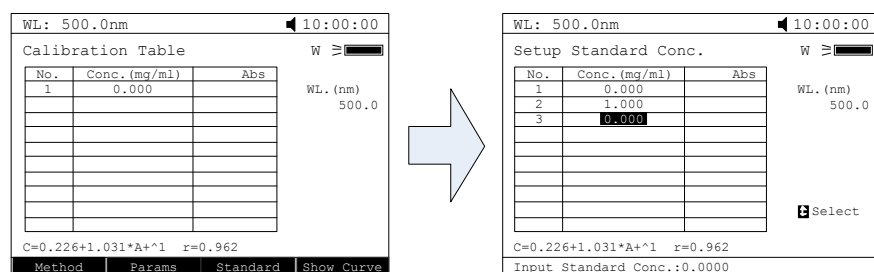 WL: 500.0nm 10:00:00
Calibration Table W
No. Conc.(mg/ml) Abs
1 0.000
WL.(nm)
500.0
C=0.226+1.031*A+^1 r=0.962
Method Params Standard Show Curve
WL: 500.0nm 10:00:00
Setup Standard Conc. W
No. Conc.(mg/ml) Abs
1 0.000
2 1.000
3 0.000
WL.(nm)
500.0
Select
C=0.226+1.031*A+^1 r=0.962
Input Standard Conc.:0.0000